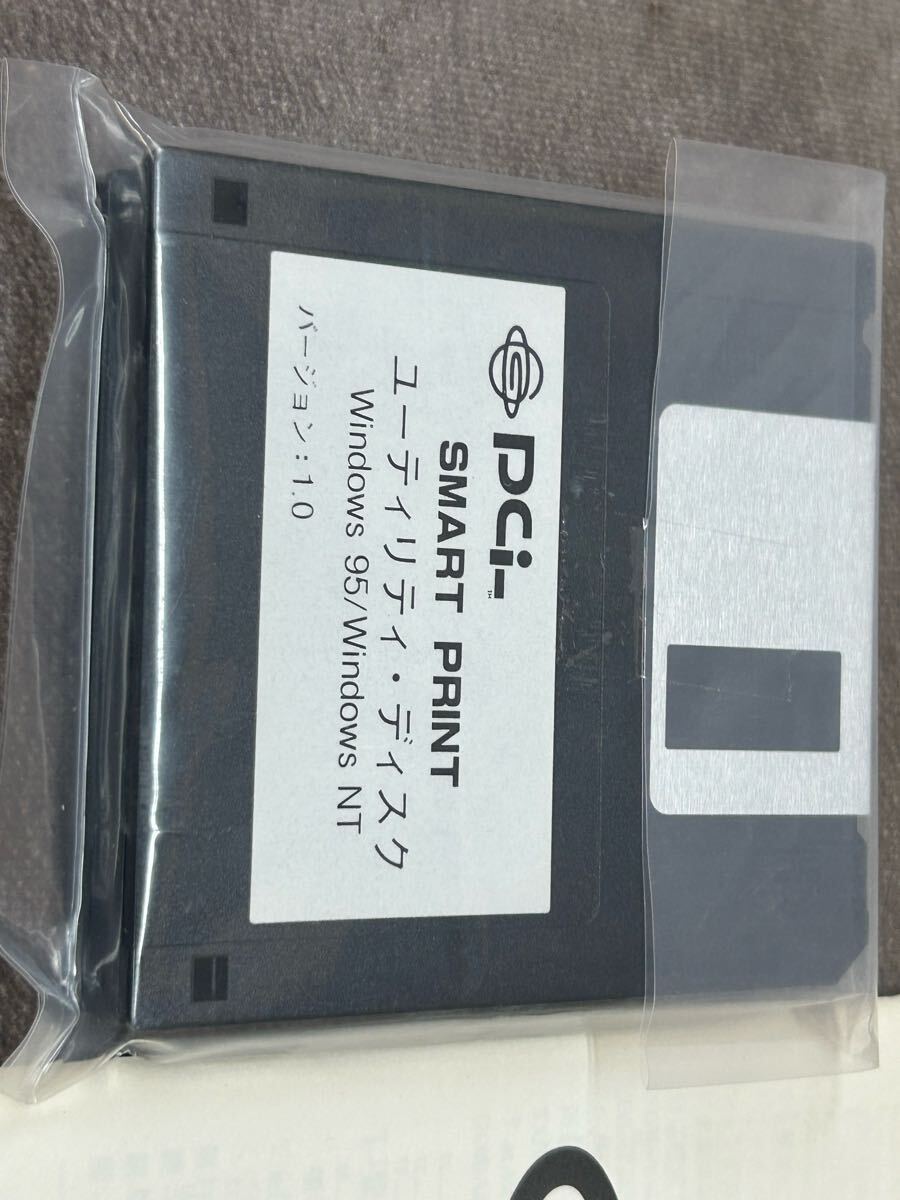 PCi-™
SMART PRINT
ユーティリティ・ディスク
Windows 95/Windows NT
バージョン:1.0